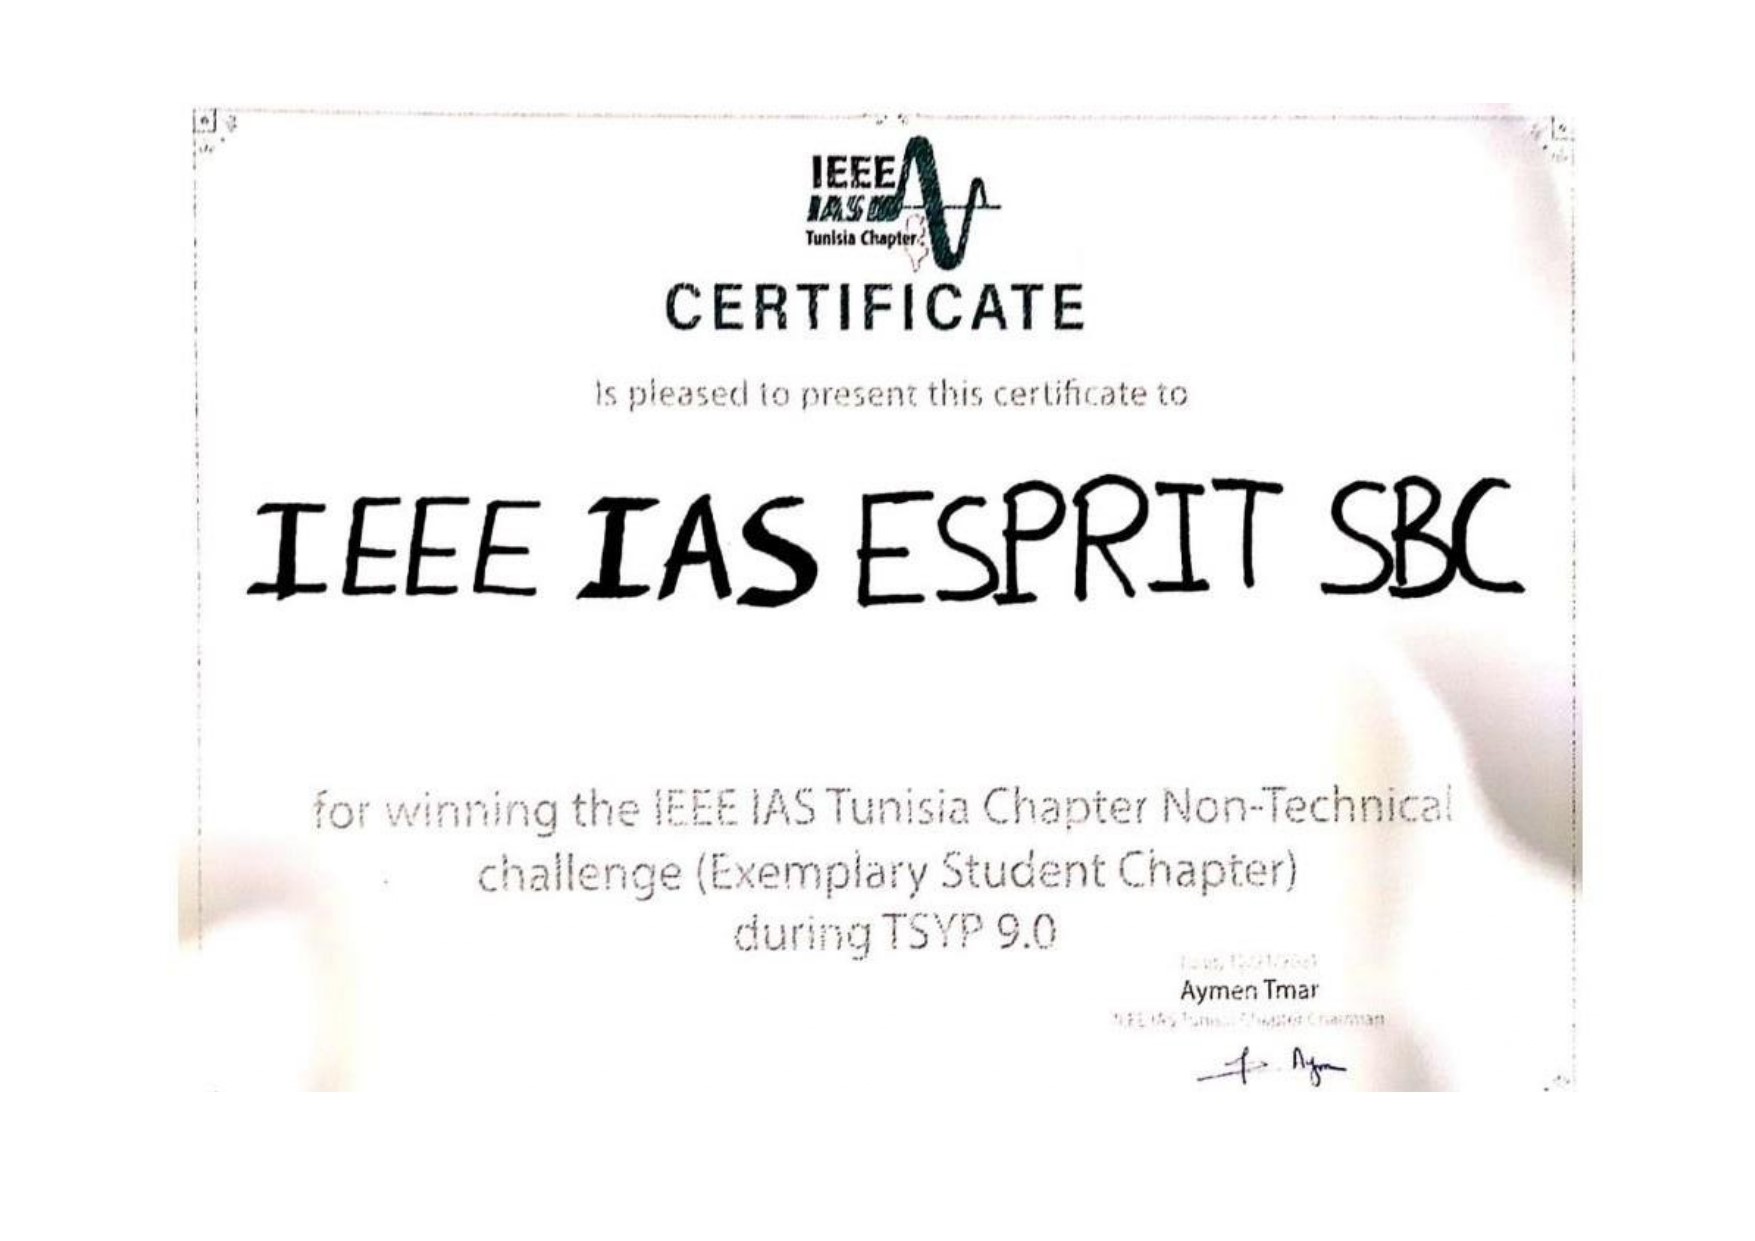 IEEE
IAS
Tunisia Chapter
CERTIFICATE
Is pleased to present this certificate to
IEEE IAS ESPRIT SBC
for winning the IEEE IAS Tunisia Chapter Non-Technical
challenge (Exemplary Student Chapter)
during TSYP 9.0
Aymen Tmar
IEEE IAS Tunisia Chapter Chairman